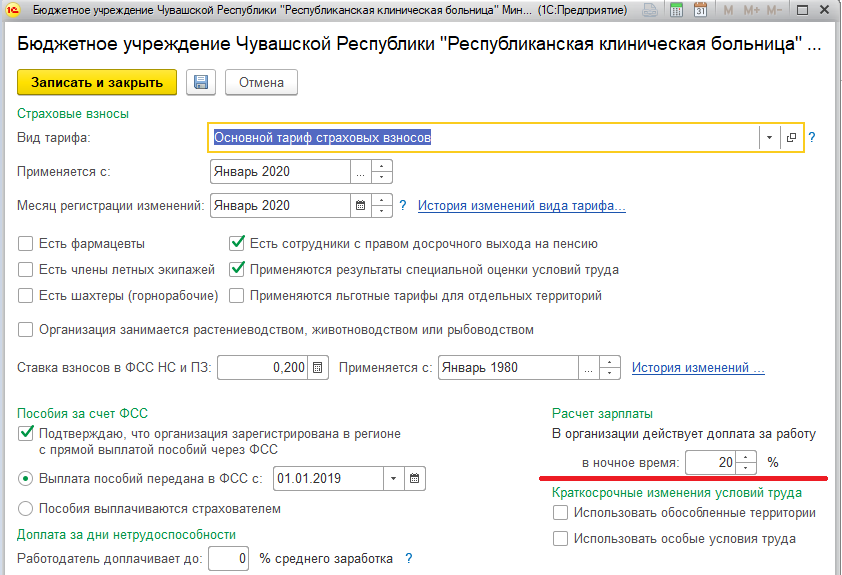 1С Бюджетное учреждение Чувашской Республики "Республиканская клиническая больница" Мин... (1С:Предприятие) 31 M M+ M-
Бюджетное учреждение Чувашской Республики "Республиканская клиническая больница" ...
Записать и закрыть Отмена
Страховые взносы
Вид тарифа: Основной тариф страховых взносов ?
Применяется с: Январь 2020 ...
Месяц регистрации изменений: Январь 2020 ? История изменений вида тарифа...
Есть фармацевты Есть сотрудники с правом досрочного выхода на пенсию
Есть члены летных экипажей Применяются результаты специальной оценки условий труда
Есть шахтеры (горнорабочие) Применяются льготные тарифы для отдельных территорий
Организация занимается растениеводством, животноводством или рыбоводством
Ставка взносов в ФСС НС и ПЗ: 0,200 Применяется с: Январь 1980 ... История изменений ...
Пособия за счет ФСС Расчет зарплаты
Подтверждаю, что организация зарегистрирована в регионе В организации действует доплата за работу
с прямой выплатой пособий через ФСС
в ночное время: 20 %
Выплата пособий передана в ФСС с: 01.01.2019
Краткосрочные изменения условий труда
Пособия выплачиваются страхователем Использовать обособленные территории
Доплата за дни нетрудоспособности Использовать особые условия труда
Работодатель доплачивает до: 0 % среднего заработка ?